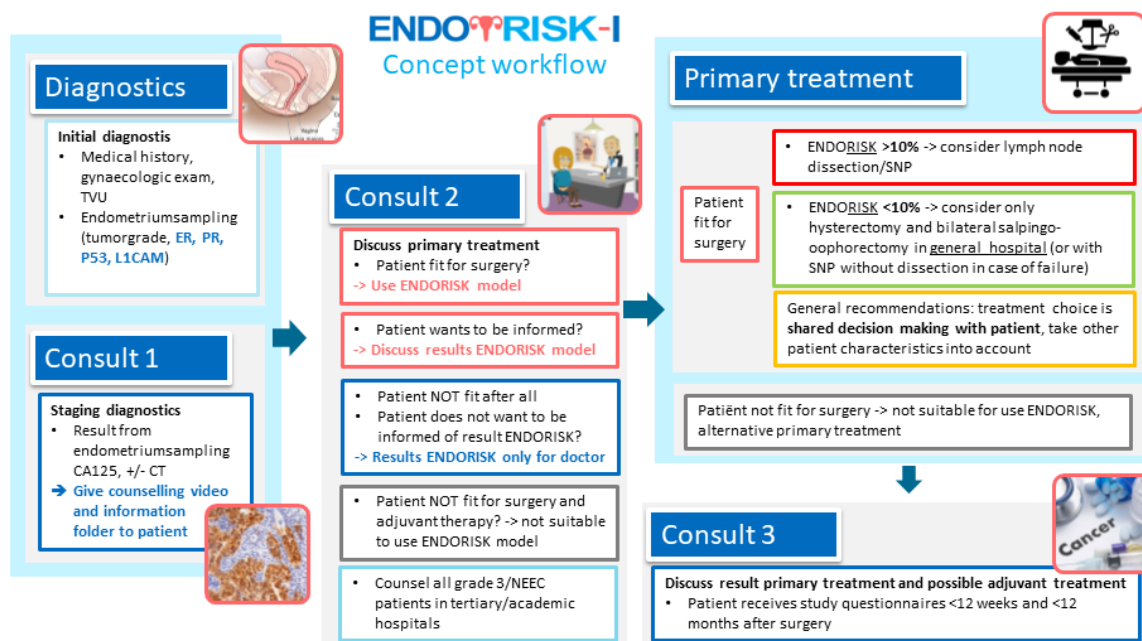 ENDORISK-I
Concept workflow
Diagnostics
Initial diagnostis
• Medical history,
gynaecologic exam,
TVU
• Endometriumsampling
(tumorgrade, ER, PR,
P53, L1CAM)
Consult 1
Staging diagnostics
• Result from
endometriumsampling
CA125, +/- CT
➔ Give counselling video
and information
folder to patient
Consult 2
Discuss primary treatment
• Patient fit for surgery?
-> Use ENDORISK model
• Patient wants to be informed?
-> Discuss results ENDORISK model
• Patient NOT fit after all
• Patient does not want to be
informed of result ENDORISK?
-> Results ENDORISK only for doctor
• Patient NOT fit for surgery and
adjuvant therapy? -> not suitable
to use ENDORISK model
• Counsel all grade 3/NEEC
patients in tertiary/academic
hospitals
Primary treatment
Patient
fit for
surgery
• ENDORISK >10% -> consider lymph node
dissection/SNP
• ENDORISK <10% -> consider only
hysterectomy and bilateral salpingo-
oophorectomy in general hospital (or with
SNP without dissection in case of failure)
General recommendations: treatment choice is
shared decision making with patient, take other
patient characteristics into account
Patiënt not fit for surgery -> not suitable for use ENDORISK,
alternative primary treatment
Consult 3
Cancer
Discuss result primary treatment and possible adjuvant treatment
• Patient receives study questionnaires <12 weeks and <12
months after surgery